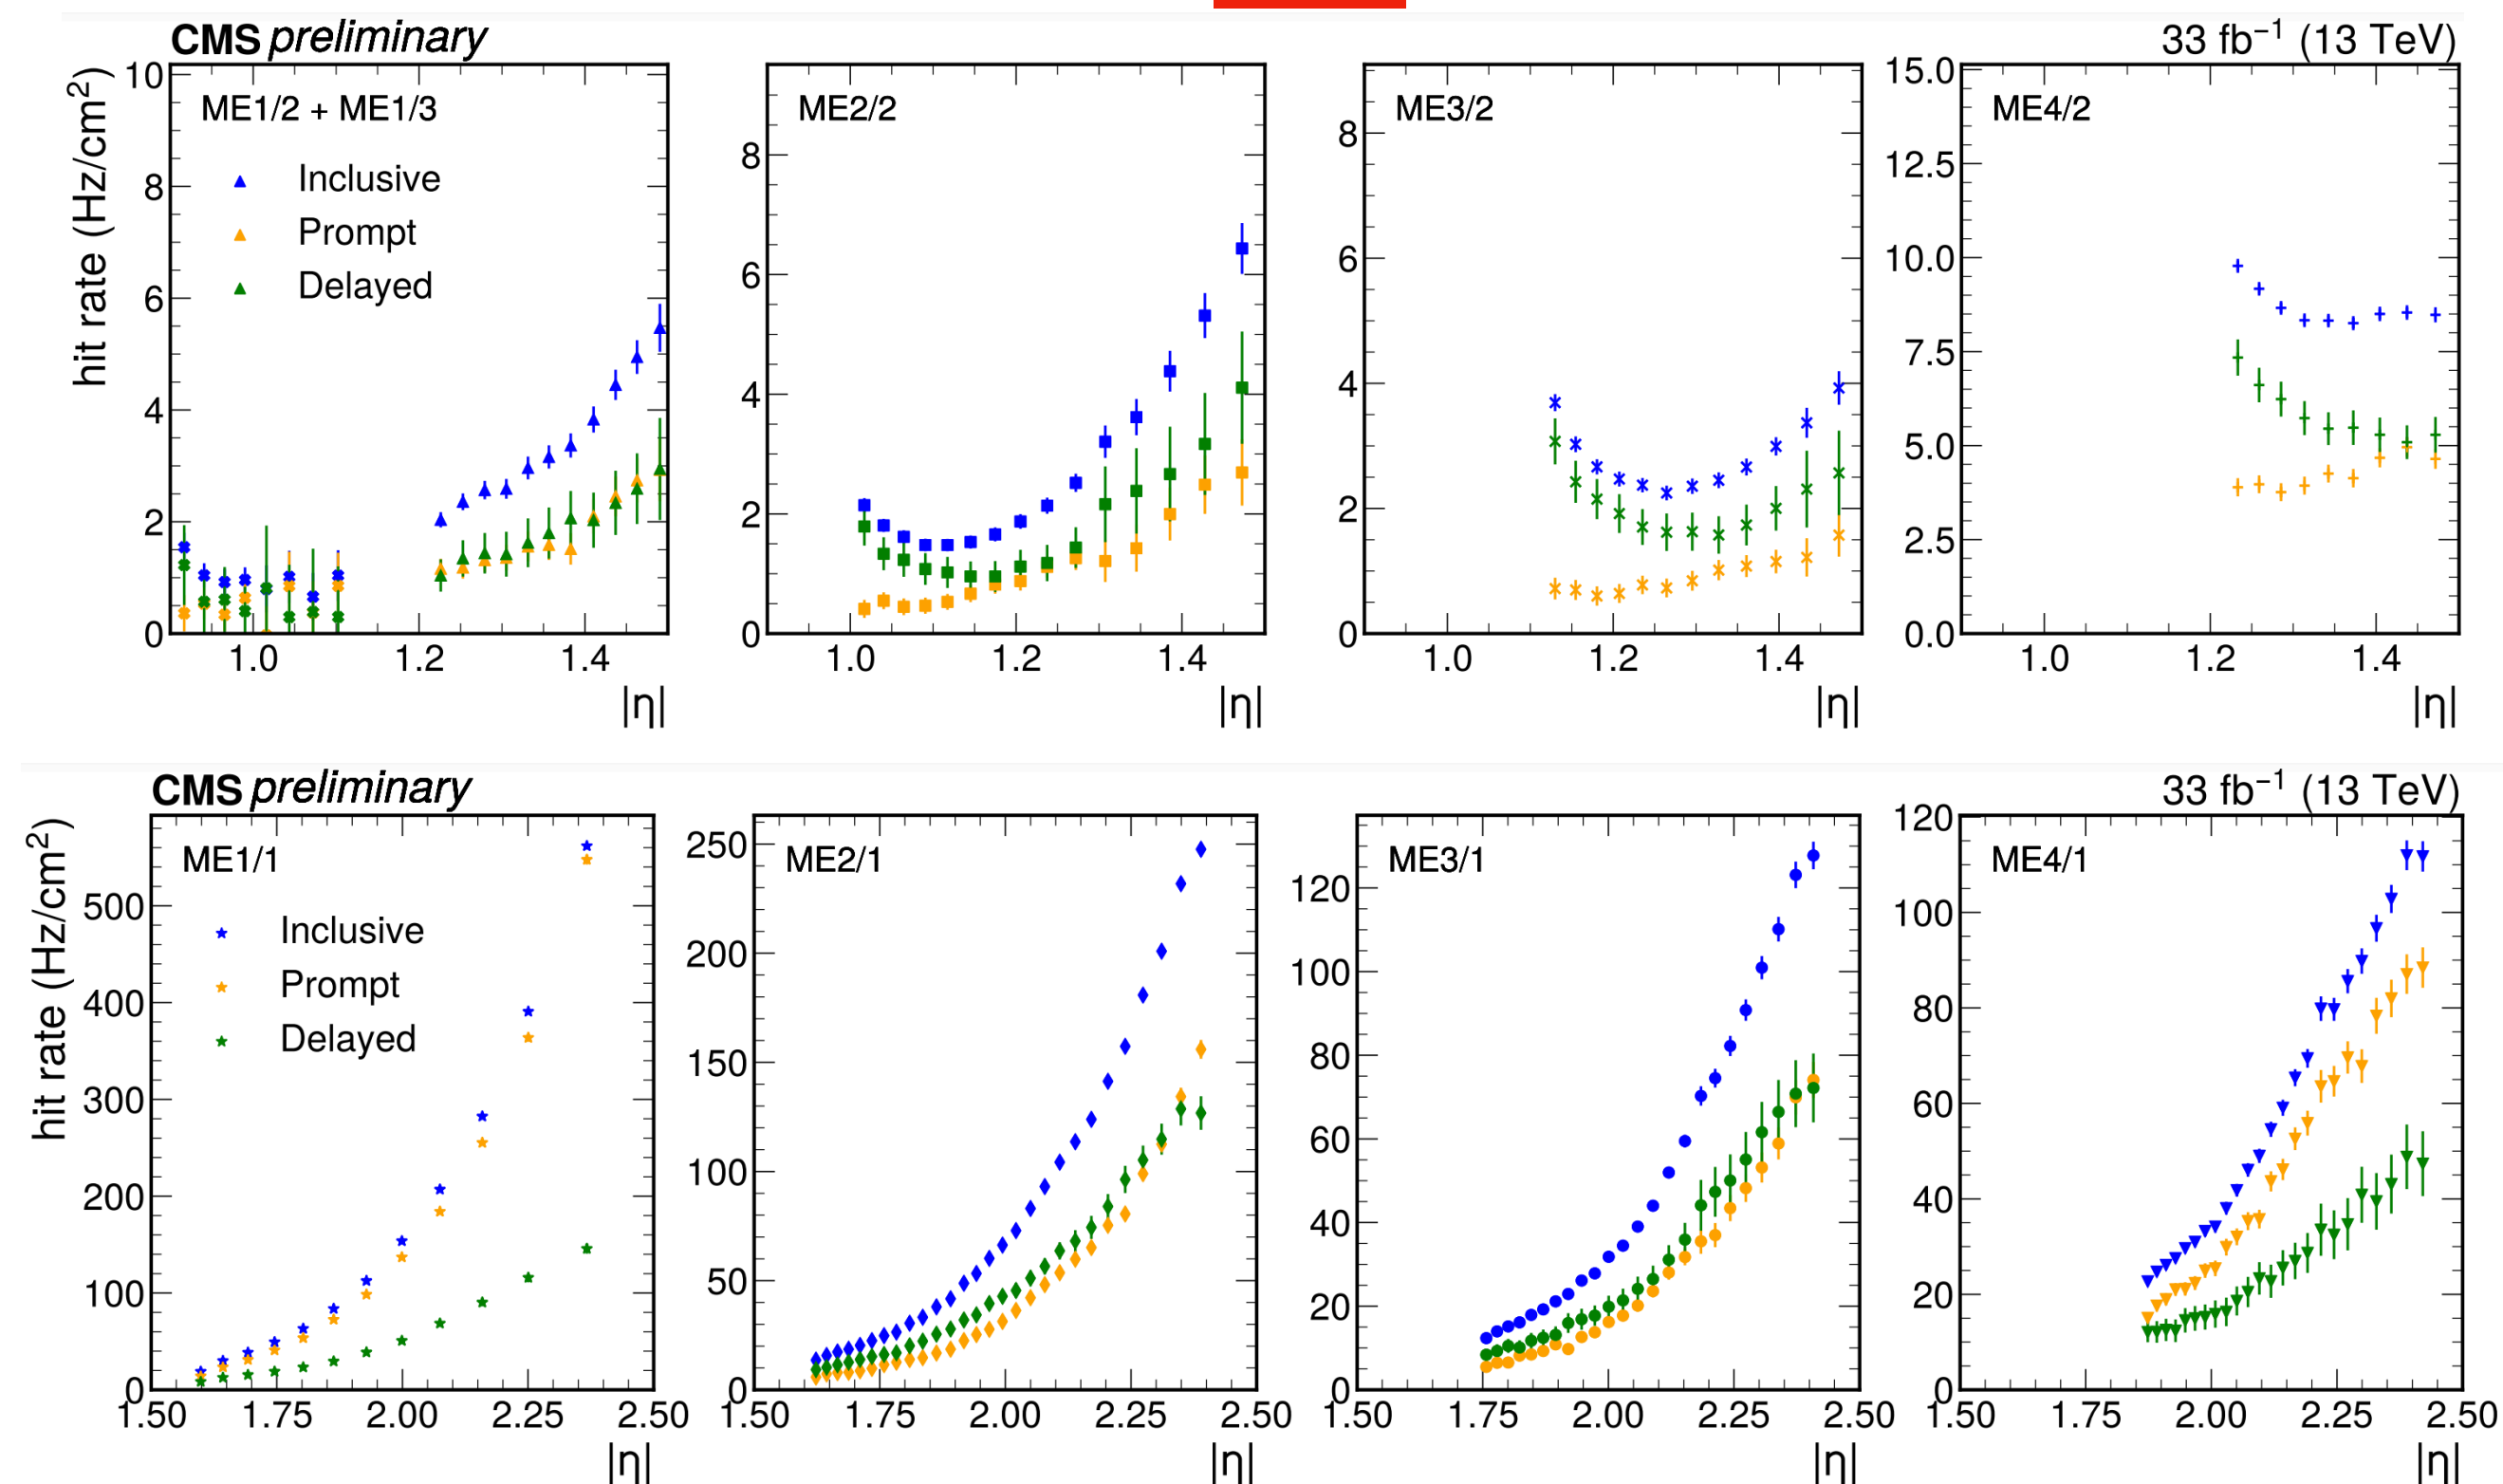 CMS preliminary
33 fb⁻¹ (13 TeV)
hit rate (Hz/cm²)
ME1/2 + ME1/3
Inclusive
Prompt
Delayed
10
8
6
4
2
0
1.0 1.2 1.4
|η|
ME2/2
8
6
4
2
0
1.0 1.2 1.4
|η|
ME3/2
8
6
4
2
0
1.0 1.2 1.4
|η|
ME4/2
15.0
12.5
10.0
7.5
5.0
2.5
0.0
1.0 1.2 1.4
|η|
CMS preliminary
33 fb⁻¹ (13 TeV)
hit rate (Hz/cm²)
ME1/1
Inclusive
Prompt
Delayed
500
400
300
200
100
0
1.50 1.75 2.00 2.25 2.50
|η|
ME2/1
250
200
150
100
50
0
1.50 1.75 2.00 2.25 2.50
|η|
ME3/1
120
100
80
60
40
20
0
1.50 1.75 2.00 2.25 2.50
|η|
ME4/1
120
100
80
60
40
20
0
1.50 1.75 2.00 2.25 2.50
|η|